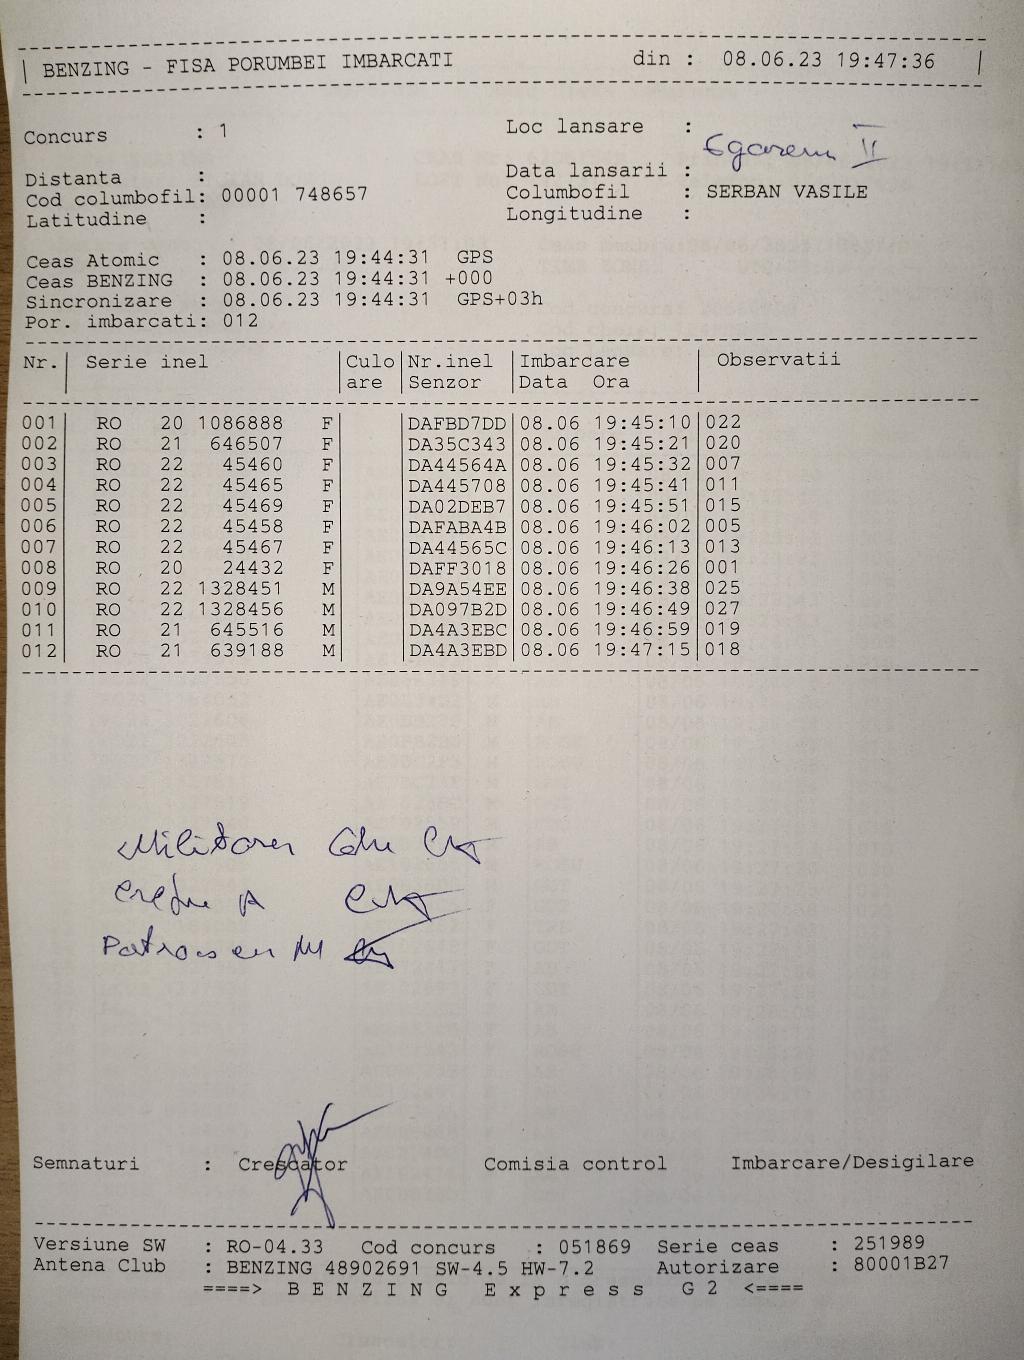 BENZING - FISA PORUMBEI IMBARCATI din : 08.06.23 19:47:36
Concurs : 1 Loc lansare :
II
Distanta : Data lansarii :
Cod columbofil: 00001 748657 Columbofil : SERBAN VASILE
Latitudine : Longitudine :
Ceas Atomic : 08.06.23 19:44:31 GPS
Ceas BENZING : 08.06.23 19:44:31 +000
Sincronizare : 08.06.23 19:44:31 GPS+03h
Por. imbarcati: 012
Nr.| Serie inel |Culo|Nr.inel |Imbarcare | Observatii
| |are |Senzor |Data Ora |
001| RO 20 1086888 F| |DAFBD7DD|08.06 19:45:10|022
002| RO 21 646507 F| |DA35C343|08.06 19:45:21|020
003| RO 22 45460 F| |DA44564A|08.06 19:45:32|007
004| RO 22 45465 F| |DA445708|08.06 19:45:41|011
005| RO 22 45469 F| |DA02DEB7|08.06 19:45:51|015
006| RO 22 45458 F| |DAFABA4B|08.06 19:46:02|005
007| RO 22 45467 F| |DA44565C|08.06 19:46:13|013
008| RO 20 24432 F| |DAFF3018|08.06 19:46:26|001
009| RO 22 1328451 M| |DA9A54EE|08.06 19:46:38|025
010| RO 22 1328456 M| |DA097B2D|08.06 19:46:49|027
011| RO 21 645516 M| |DA4A3EBC|08.06 19:46:59|019
012| RO 21 639188 M| |DA4A3EBD|08.06 19:47:15|018
Militaru
A
M
Semnaturi : Crescator Comisia control Imbarcare/Desigilare
Versiune SW : RO-04.33 Cod concurs : 051869 Serie ceas : 251989
Antena Club : BENZING 48902691 SW-4.5 HW-7.2 Autorizare : 80001B27
====> B E N Z I N G E x p r e s s G 2 <====